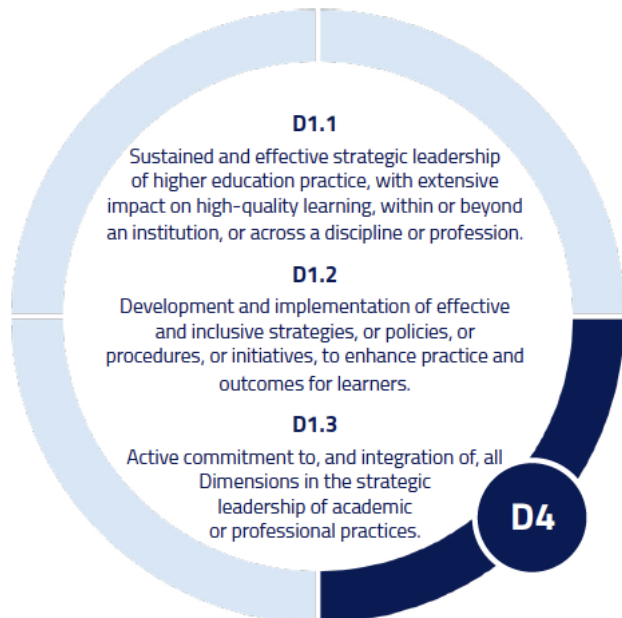 D1.1
Sustained and effective strategic leadership
of higher education practice, with extensive
impact on high-quality learning, within or beyond
an institution, or across a discipline or profession.
D1.2
Development and implementation of effective
and inclusive strategies, or policies, or
procedures, or initiatives, to enhance practice and
outcomes for learners.
D1.3
Active commitment to, and integration of, all
Dimensions in the strategic
leadership of academic
or professional practices.
D4